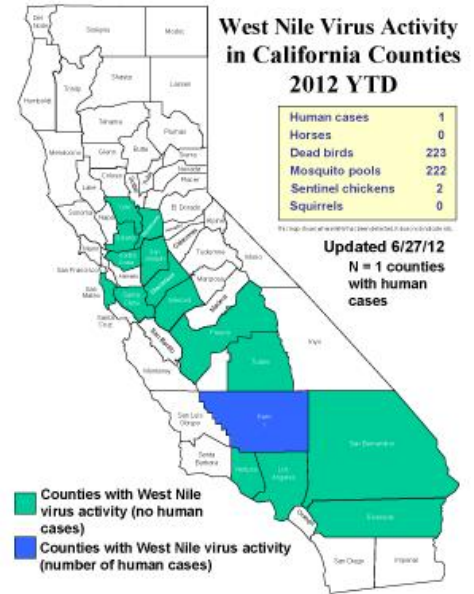 West Nile Virus Activity
in California Counties
2012 YTD
Human cases 1
Horses 0
Dead birds 223
Mosquito pools 222
Sentinel chickens 2
Squirrels 0
Updated 6/27/12
N = 1 counties
with human
cases
Del
Norte
Siskiyou
Modoc
Humboldt
Trinity
Shasta
Lassen
Tehama
Plumas
Mendocino
Glenn
Butte
Sierra
Nevada
Placer
Colusa
Lake
El Dorado
Sonoma
Napa
Alpine
Marin
Tuolumne
Mono
San Francisco
Mariposa
San
Mateo
Santa
Clara
Madera
Santa
Cruz
Merced
San Benito
Fresno
Inyo
Monterey
Tulare
San Luis
Obispo
Kern
San Bernardino
Santa
Barbara
Ventura
Los
Angeles
Orange
Riverside
San Diego
Imperial
Counties with West Nile
virus activity (no human
cases)
Counties with West Nile virus activity
(number of human cases)